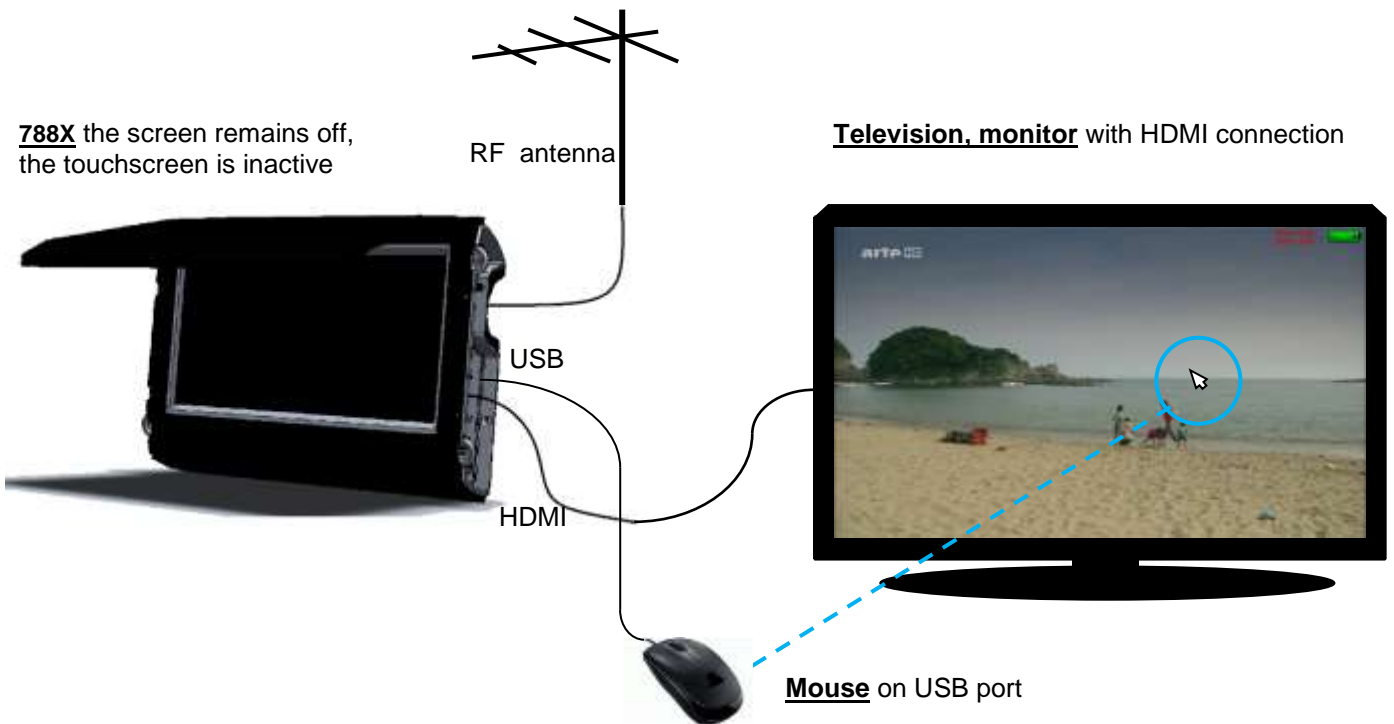 788X the screen remains off,
the touchscreen is inactive
RF antenna
Television, monitor with HDMI connection
arte HD
USB
HDMI
Mouse on USB port